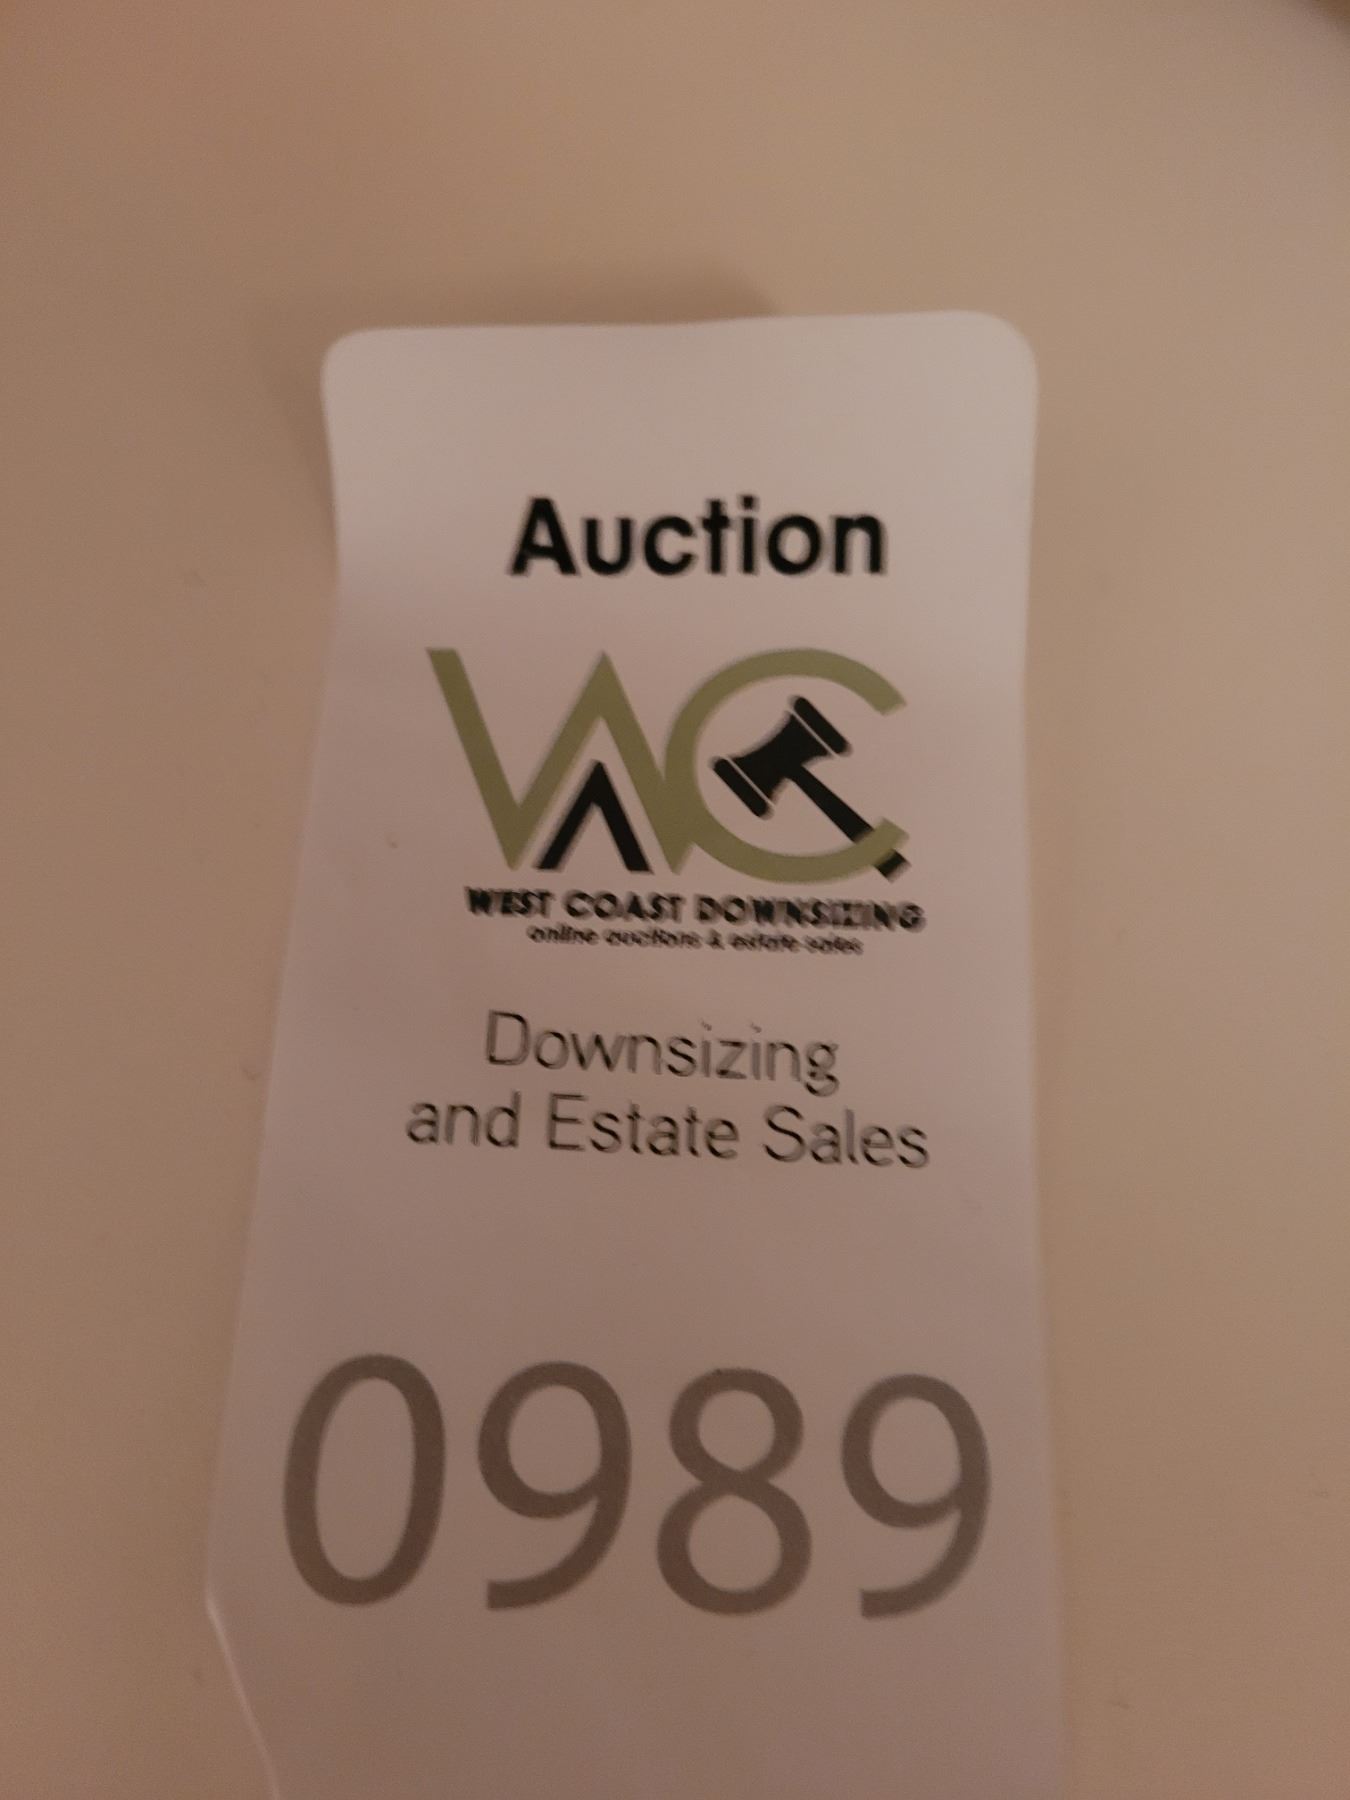 Auction
WC
WEST COAST DOWNSIZING
online auctions & estate sales
Downsizing
and Estate Sales
0989